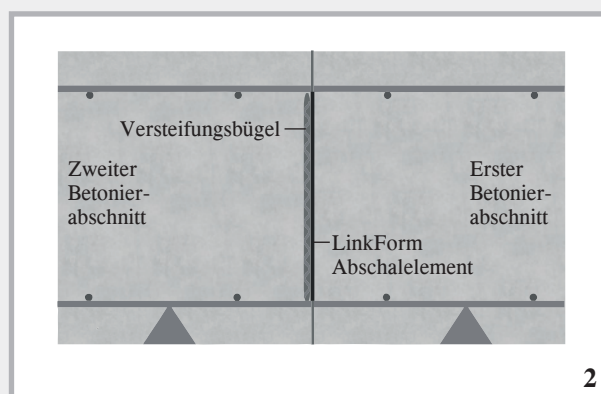 Versteifungsbügel
Zweiter
Betonier-
abschnitt
Erster
Betonier-
abschnitt
LinkForm
Abschalelement
2